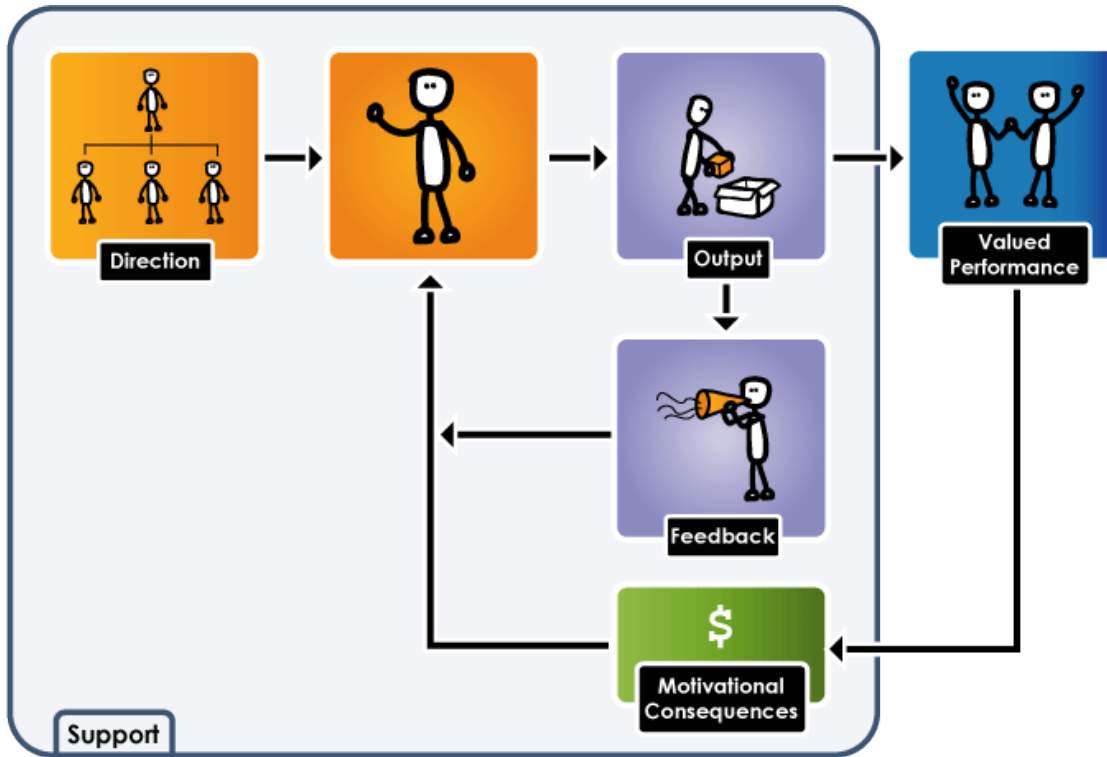 Direction
Output
Valued
Performance
Feedback
$
Motivational
Consequences
Support